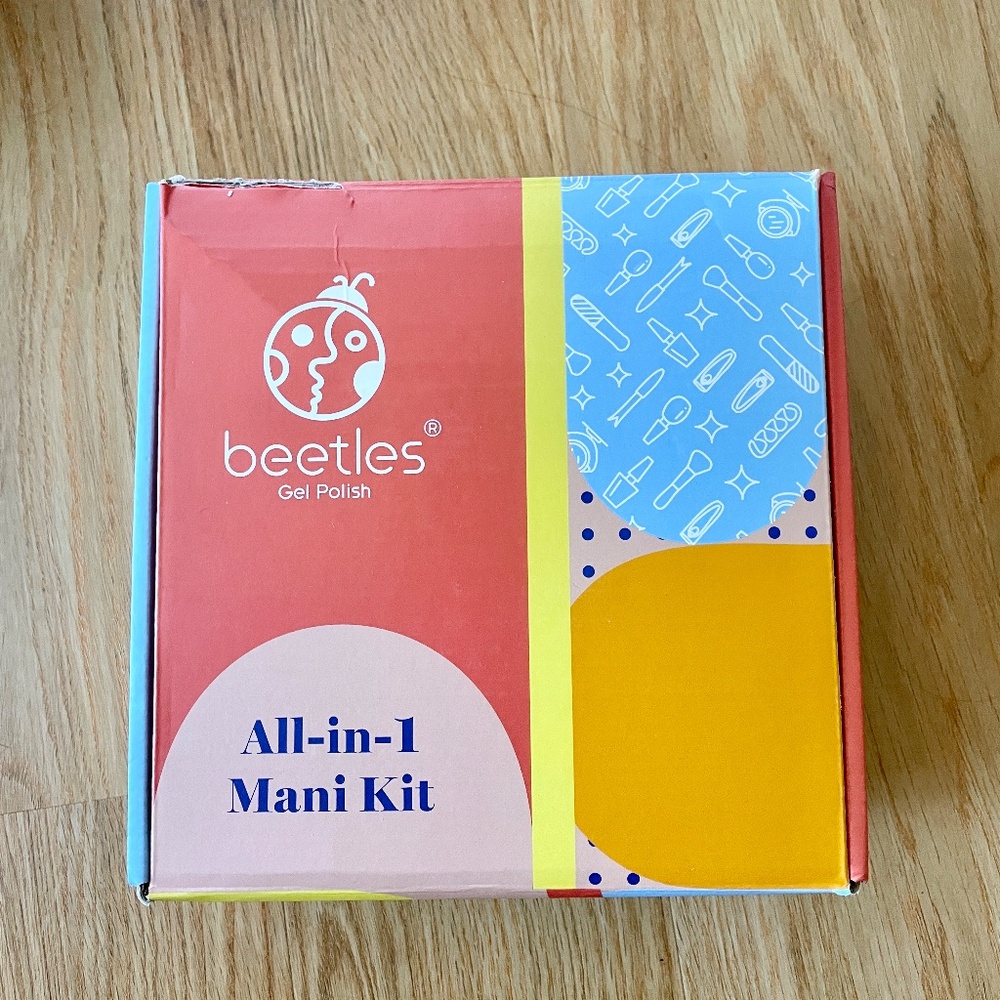 beetles®
Gel Polish
All-in-1
Mani Kit